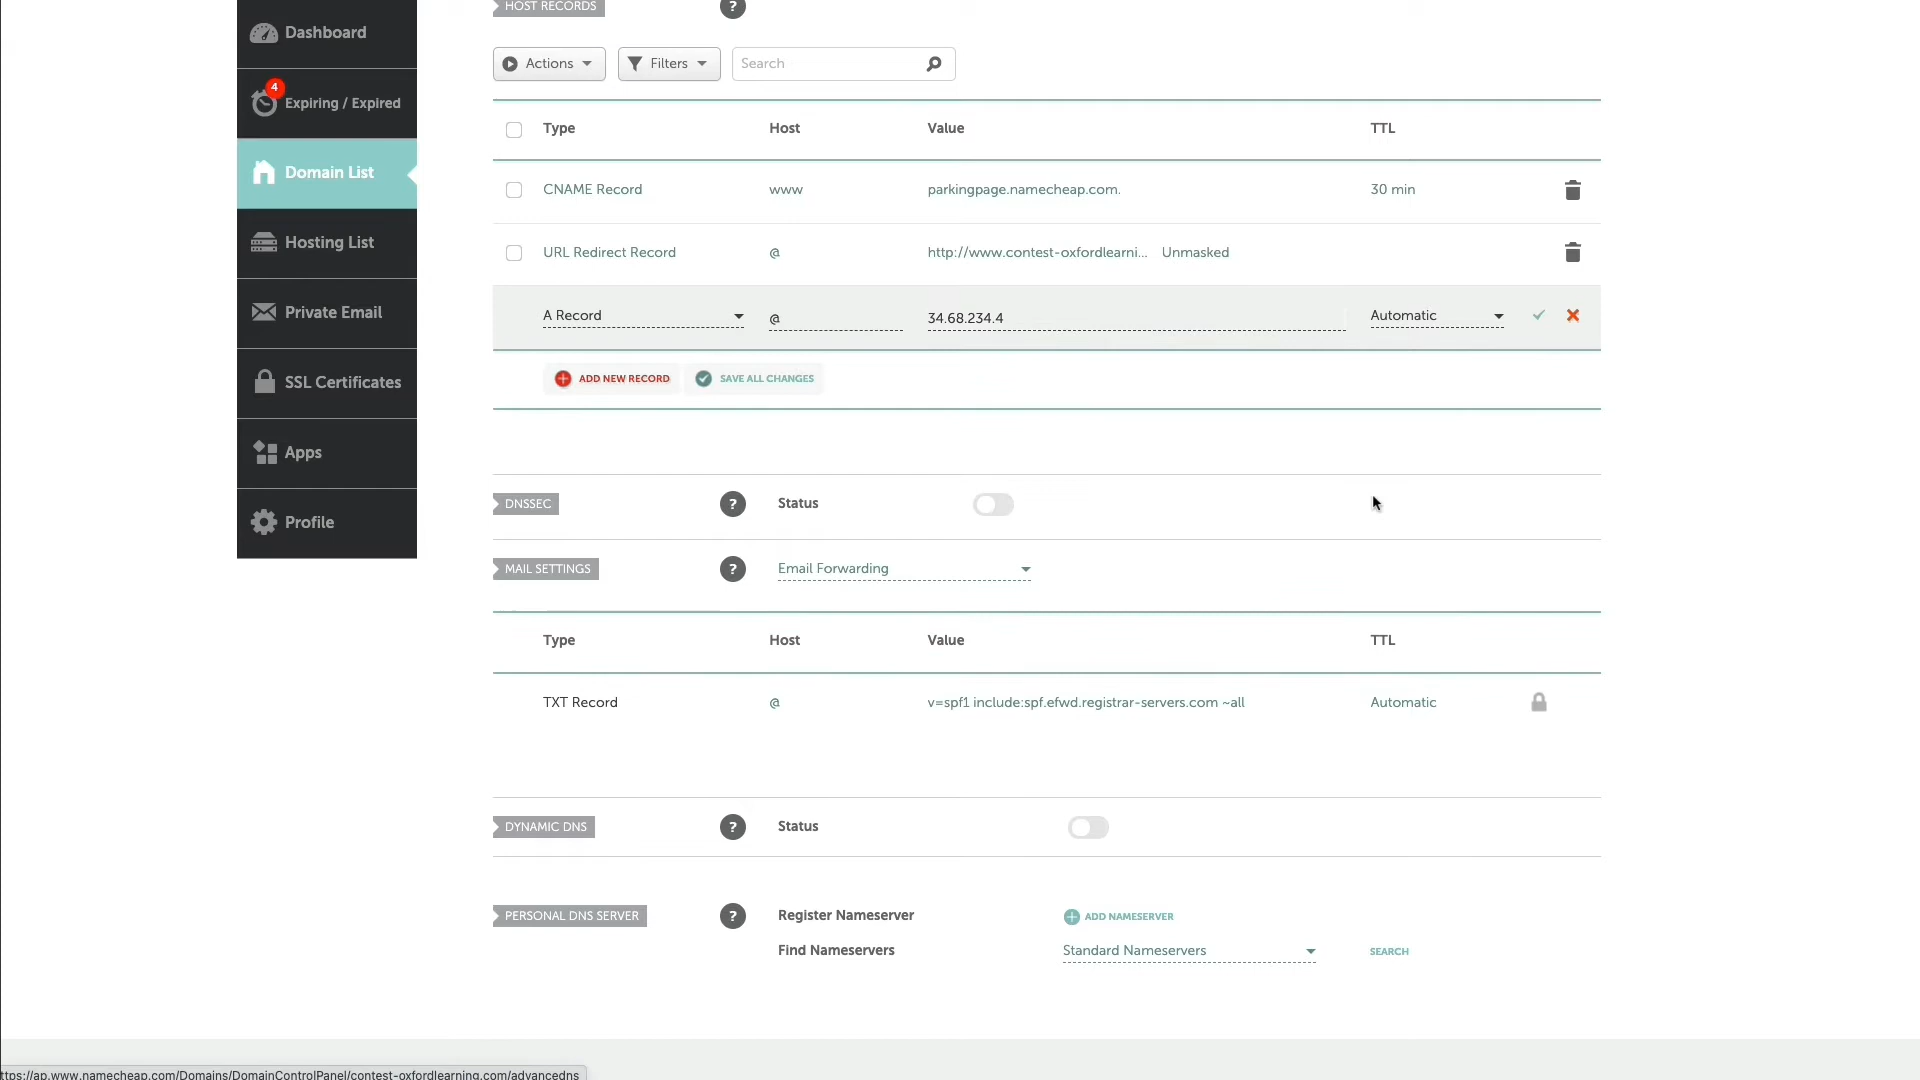 HOST RECORDS ?
Dashboard
Actions Filters Search
4
Expiring / Expired
Type Host Value TTL
Domain List
CNAME Record www parkingpage.namecheap.com. 30 min
Hosting List
URL Redirect Record @ http://www.contest-oxfordlearni... Unmasked
Private Email
A Record @ 34.68.234.4 Automatic
SSL Certificates
ADD NEW RECORD SAVE ALL CHANGES
Apps
DNSSEC ? Status
Profile
MAIL SETTINGS ? Email Forwarding
Type Host Value TTL
TXT Record @ v=spf1 include:spf.efwd.registrar-servers.com ~all Automatic
DYNAMIC DNS ? Status
PERSONAL DNS SERVER ? Register Nameserver ADD NAMESERVER
Find Nameservers Standard Nameservers SEARCH
ttps://ap.www.namecheap.com/Domains/DomainControlPanel/contest-oxfordlearning.com/advancedns